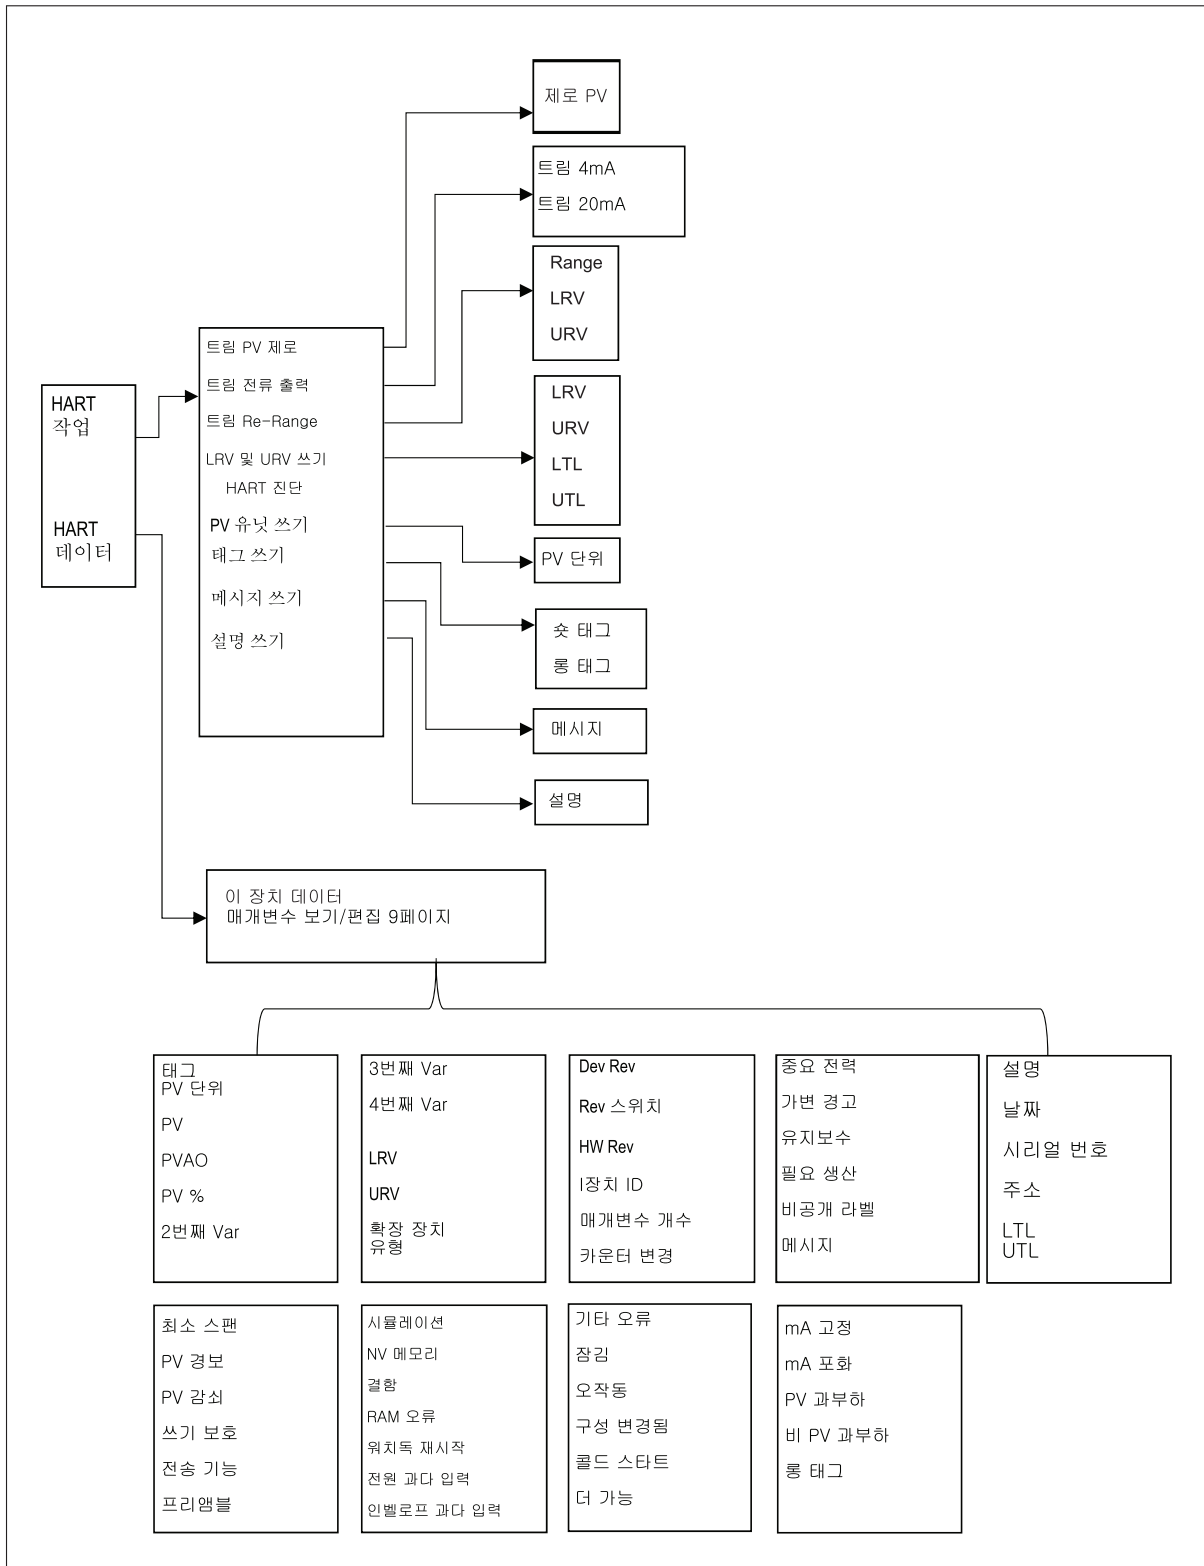 제로 PV
트림 4mA
트림 20mA
Range
LRV
URV
LRV
URV
LTL
UTL
PV 단위
숏 태그
롱 태그
메시지
설명
트림 PV 제로
트림 전류 출력
트림 Re-Range
LRV 및 URV 쓰기
HART 진단
PV 유닛 쓰기
태그 쓰기
메시지 쓰기
설명 쓰기
HART
작업
HART
데이터
이 장치 데이터
매개변수 보기/편집 9페이지
태그
PV 단위
PV
PVAO
PV %
2번째 Var
3번째 Var
4번째 Var
LRV
URV
확장 장치
유형
Dev Rev
Rev 스위치
HW Rev
I장치 ID
매개변수 개수
카운터 변경
중요 전력
가변 경고
유지보수
필요 생산
비공개 라벨
메시지
설명
날짜
시리얼 번호
주소
LTL
UTL
최소 스팬
PV 경보
PV 감쇠
쓰기 보호
전송 기능
프리앰블
시뮬레이션
NV 메모리
결함
RAM 오류
워치독 재시작
전원 과다 입력
인벨로프 과다 입력
기타 오류
잠김
오작동
구성 변경됨
콜드 스타트
더 가능
mA 고정
mA 포화
PV 과부하
비 PV 과부하
롱 태그